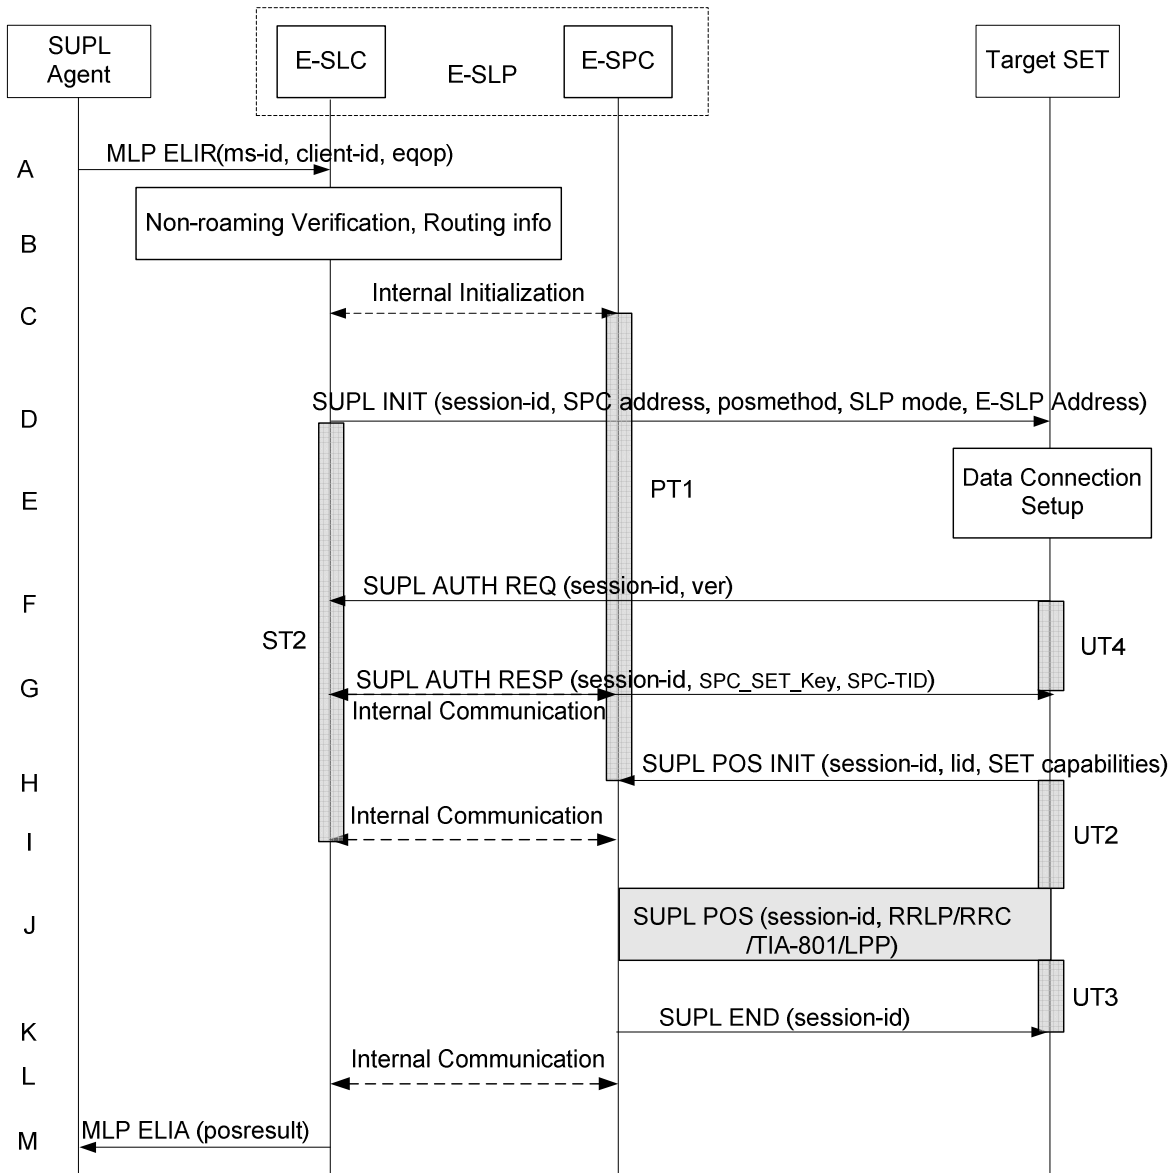 SUPL
Agent
E-SLC
E-SLP
E-SPC
Target SET
A
MLP ELIR(ms-id, client-id, eqop)
B
Non-roaming Verification, Routing info
C
Internal Initialization
D
SUPL INIT (session-id, SPC address, posmethod, SLP mode, E-SLP Address)
E
PT1
Data Connection
Setup
F
SUPL AUTH REQ (session-id, ver)
ST2
UT4
G
SUPL AUTH RESP (session-id, SPC_SET_Key, SPC-TID)
Internal Communication
H
SUPL POS INIT (session-id, lid, SET capabilities)
I
Internal Communication
UT2
J
SUPL POS (session-id, RRLP/RRC
/TIA-801/LPP)
UT3
K
SUPL END (session-id)
L
Internal Communication
M
MLP ELIA (posresult)